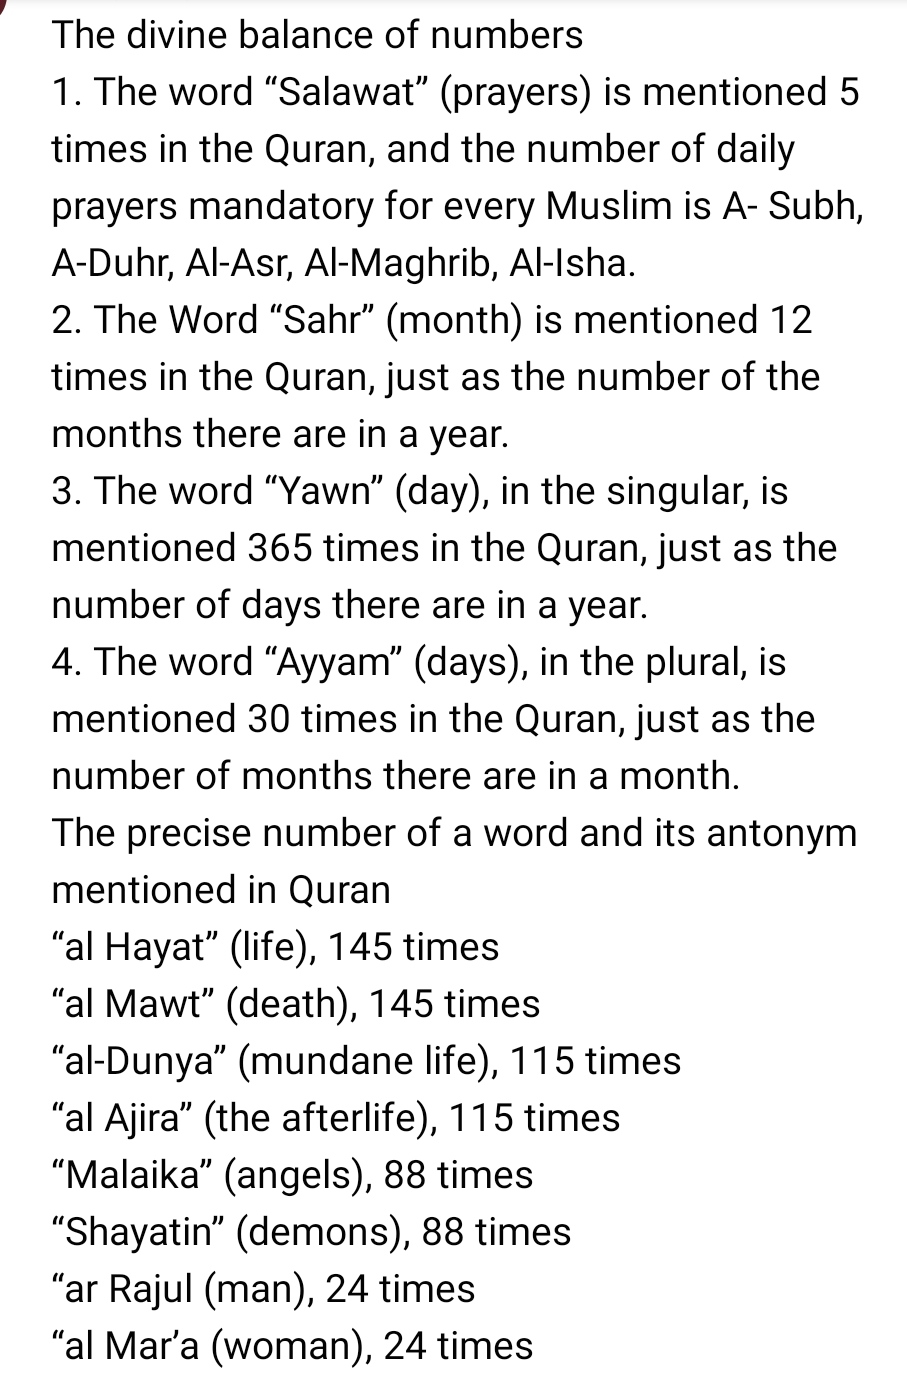 The divine balance of numbers
1. The word “Salawat” (prayers) is mentioned 5
times in the Quran, and the number of daily
prayers mandatory for every Muslim is A- Subh,
A-Duhr, Al-Asr, Al-Maghrib, Al-Isha.
2. The Word “Sahr” (month) is mentioned 12
times in the Quran, just as the number of the
months there are in a year.
3. The word “Yawn” (day), in the singular, is
mentioned 365 times in the Quran, just as the
number of days there are in a year.
4. The word “Ayyam” (days), in the plural, is
mentioned 30 times in the Quran, just as the
number of months there are in a month.
The precise number of a word and its antonym
mentioned in Quran
“al Hayat” (life), 145 times
“al Mawt” (death), 145 times
“al-Dunya” (mundane life), 115 times
“al Ajira” (the afterlife), 115 times
“Malaika” (angels), 88 times
“Shayatin” (demons), 88 times
“ar Rajul (man), 24 times
“al Mar’a (woman), 24 times